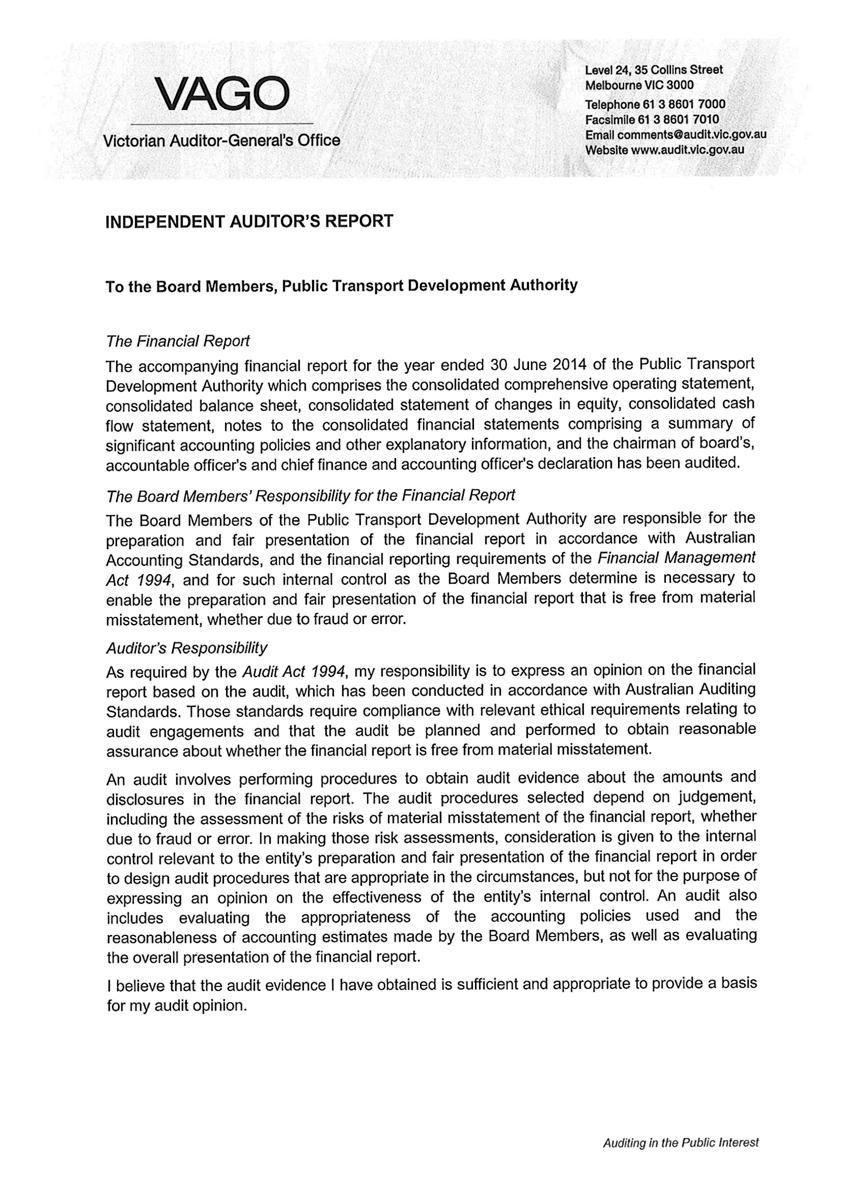 VAGO
Victorian Auditor-General's Office
Level 24, 35 Collins Street
Melbourne VIC 3000
Telephone 61 3 8601 7000
Facsimile 61 3 8601 7010
Email comments@audit.vic.gov.au
Website www.audit.vic.gov.au
INDEPENDENT AUDITOR'S REPORT
To the Board Members, Public Transport Development Authority
The Financial Report
The accompanying financial report for the year ended 30 June 2014 of the Public Transport
Development Authority which comprises the consolidated comprehensive operating statement,
consolidated balance sheet, consolidated statement of changes in equity, consolidated cash
flow statement, notes to the consolidated financial statements comprising a summary of
significant accounting policies and other explanatory information, and the chairman of board's,
accountable officer's and chief finance and accounting officer's declaration has been audited.
The Board Members' Responsibility for the Financial Report
The Board Members of the Public Transport Development Authority are responsible for the
preparation and fair presentation of the financial report in accordance with Australian
Accounting Standards, and the financial reporting requirements of the Financial Management
Act 1994, and for such internal control as the Board Members determine is necessary to
enable the preparation and fair presentation of the financial report that is free from material
misstatement, whether due to fraud or error.
Auditor's Responsibility
As required by the Audit Act 1994, my responsibility is to express an opinion on the financial
report based on the audit, which has been conducted in accordance with Australian Auditing
Standards. Those standards require compliance with relevant ethical requirements relating to
audit engagements and that the audit be planned and performed to obtain reasonable
assurance about whether the financial report is free from material misstatement.
An audit involves performing procedures to obtain audit evidence about the amounts and
disclosures in the financial report. The audit procedures selected depend on judgement,
including the assessment of the risks of material misstatement of the financial report, whether
due to fraud or error. In making those risk assessments, consideration is given to the internal
control relevant to the entity's preparation and fair presentation of the financial report in order
to design audit procedures that are appropriate in the circumstances, but not for the purpose of
expressing an opinion on the effectiveness of the entity's internal control. An audit also
includes evaluating the appropriateness of the accounting policies used and the
reasonableness of accounting estimates made by the Board Members, as well as evaluating
the overall presentation of the financial report.
I believe that the audit evidence I have obtained is sufficient and appropriate to provide a basis
for my audit opinion.
Auditing in the Public Interest